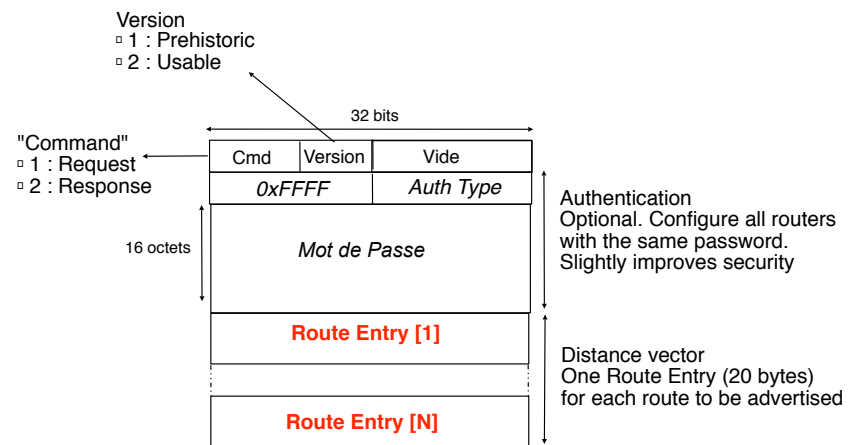 Version
▫ 1 : Prehistoric
▫ 2 : Usable
32 bits
"Command"
▫ 1 : Request
▫ 2 : Response
Cmd
Version
Vide
0xFFFF
Auth Type
16 octets
Mot de Passe
Authentication
Optional. Configure all routers
with the same password.
Slightly improves security
Route Entry [1]
Distance vector
One Route Entry (20 bytes)
for each route to be advertised
Route Entry [N]